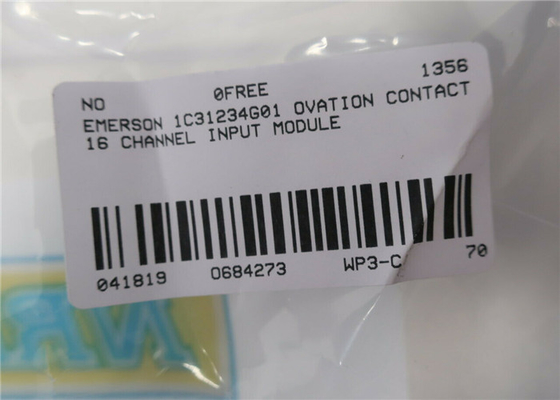 NO 0FREE 1356
EMERSON 1C31234G01 OVATION CONTACT
16 CHANNEL INPUT MODULE
041819 0684273 WP3-C 70